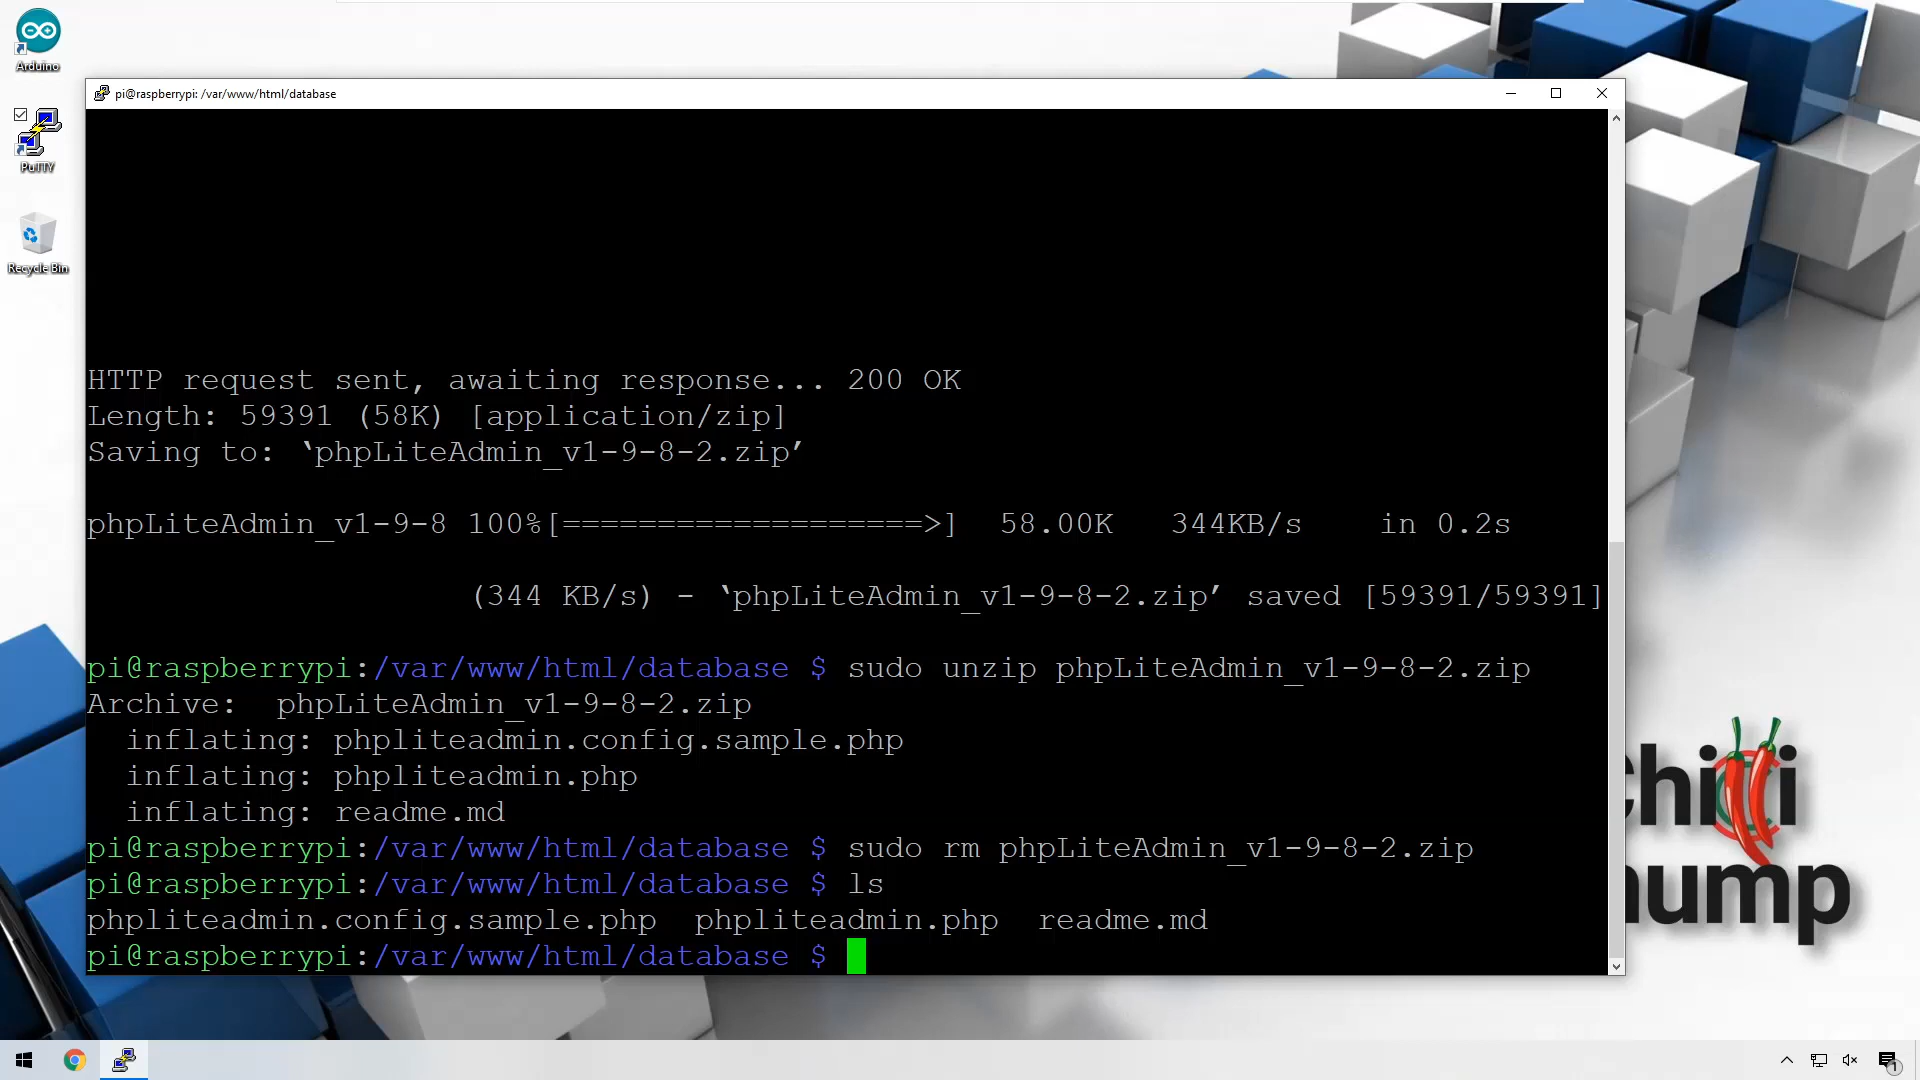 Arduino
PuTTY
Recycle Bin
pi@raspberrypi: /var/www/html/database
HTTP request sent, awaiting response... 200 OK
Length: 59391 (58K) [application/zip]
Saving to: ‘phpLiteAdmin_v1-9-8-2.zip’
phpLiteAdmin_v1-9-8 100%[===================>] 58.00K 344KB/s in 0.2s
(344 KB/s) - ‘phpLiteAdmin_v1-9-8-2.zip’ saved [59391/59391]
pi@raspberrypi:/var/www/html/database $ sudo unzip phpLiteAdmin_v1-9-8-2.zip
Archive: phpLiteAdmin_v1-9-8-2.zip
inflating: phpliteadmin.config.sample.php
inflating: phpliteadmin.php
inflating: readme.md
pi@raspberrypi:/var/www/html/database $ sudo rm phpLiteAdmin_v1-9-8-2.zip
pi@raspberrypi:/var/www/html/database $ ls
phpliteadmin.config.sample.php phpliteadmin.php readme.md
pi@raspberrypi:/var/www/html/database $
1